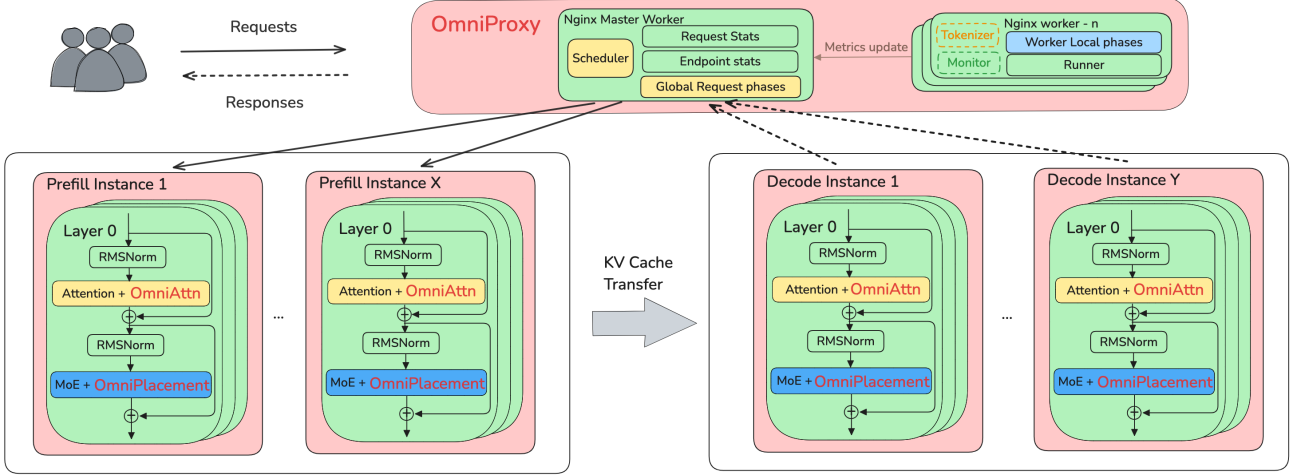 Requests
Responses
OmniProxy
Nginx Master Worker
Scheduler
Request Stats
Endpoint stats
Global Request phases
Metrics update
Nginx worker - n
Tokenizer
Monitor
Worker Local phases
Runner
Prefill Instance 1
Layer 0
RMSNorm
Attention + OmniAttn
RMSNorm
MoE + OmniPlacement
...
Prefill Instance X
Layer 0
RMSNorm
Attention + OmniAttn
RMSNorm
MoE + OmniPlacement
KV Cache
Transfer
Decode Instance 1
Layer 0
RMSNorm
Attention + OmniAttn
RMSNorm
MoE + OmniPlacement
...
Decode Instance Y
Layer 0
RMSNorm
Attention + OmniAttn
RMSNorm
MoE + OmniPlacement